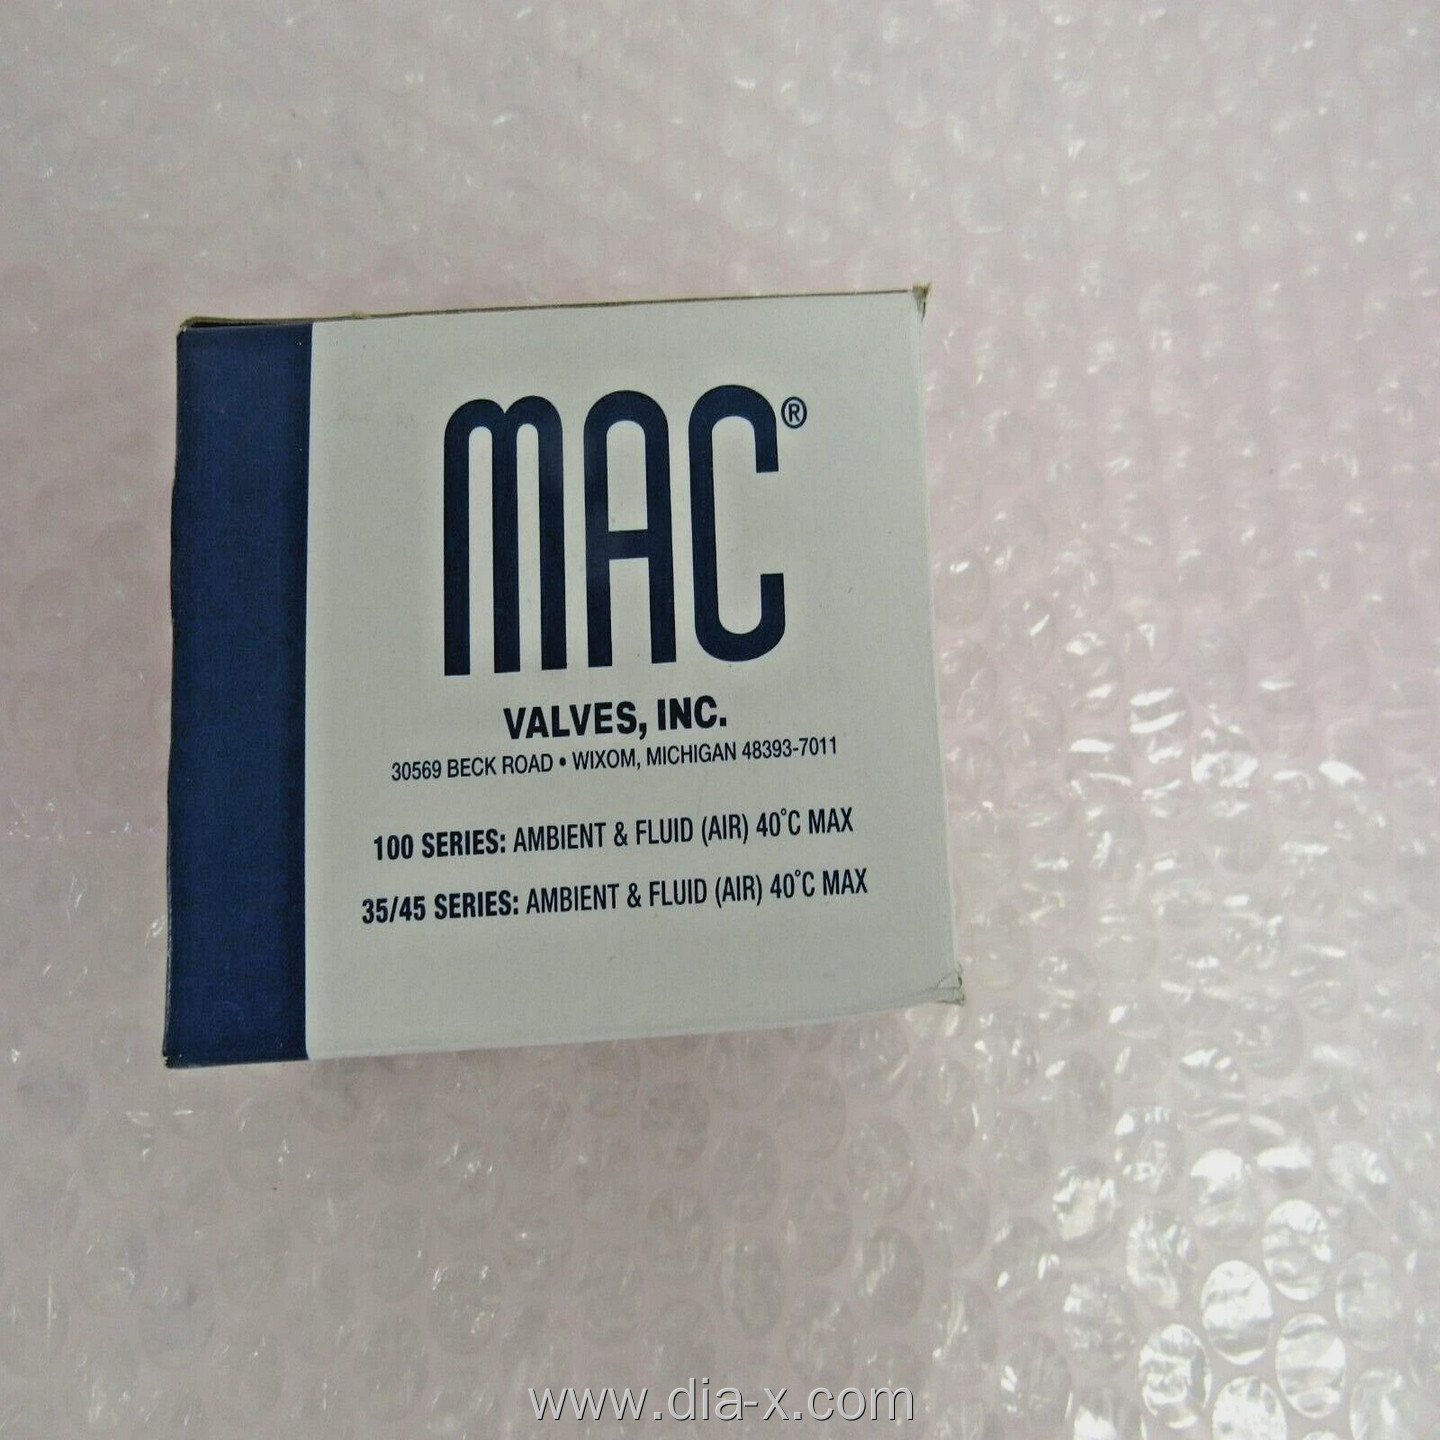 MAC®
VALVES, INC.
30569 BECK ROAD • WIXOM, MICHIGAN 48393-7011
100 SERIES: AMBIENT & FLUID (AIR) 40°C MAX
35/45 SERIES: AMBIENT & FLUID (AIR) 40°C MAX
www.dia-x.com